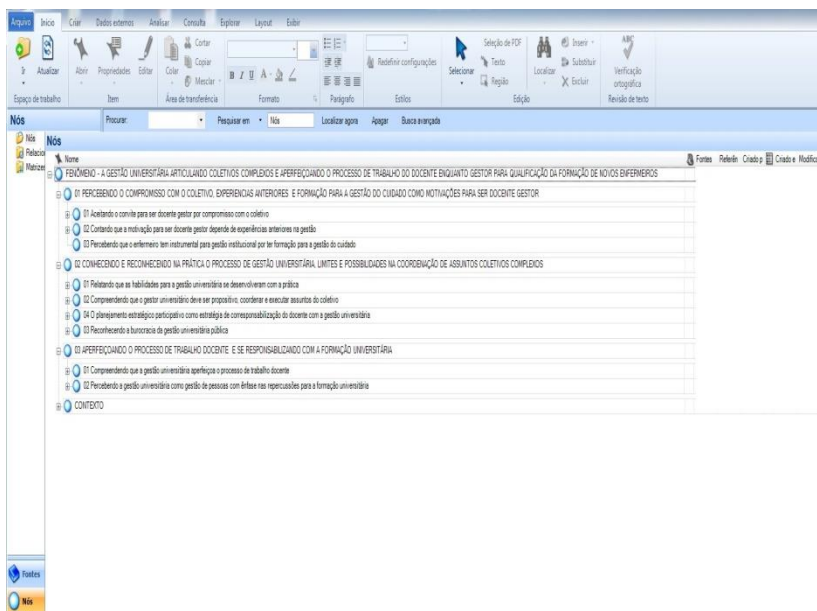 Arquivo Início Criar Dados externos Analisar Consulta Explorar Layout Exibir
Ir Atualizar Abrir Propriedades Editar Colar Cortar Copiar Mesclar
B I U A
Redefinir configurações
Selecionar Seleção de PDF Texto Região Localizar Inserir Substituir Excluir ABC Verificação ortográfica
Espaço de trabalho Item Área de transferência Formato Parágrafo Estilos Edição Revisão de texto
Nós Procurar: Pesquisar em Nós Localizar agora Apagar Busca avançada
Nós
Relacio
Matrizes
Nós
Nome Fontes Referên Criado p Criado e Modific
FENÔMENO - A GESTÃO UNIVERSITÁRIA ARTICULANDO COLETIVOS COMPLEXOS E APERFEIÇOANDO O PROCESSO DE TRABALHO DO DOCENTE ENQUANTO GESTOR PARA QUALIFICAÇÃO DA FORMAÇÃO DE NOVOS ENFERMEIROS
01 PERCEBENDO O COMPROMISSO COM O COLETIVO, EXPERIENCIAS ANTERIORES E FORMAÇÃO PARA A GESTÃO DO CUIDADO COMO MOTIVAÇÕES PARA SER DOCENTE GESTOR
01 Aceitando o convite para ser docente gestor por compromisso com o coletivo
02 Contando que a motivação para ser docente gestor depende de experiências anteriores na gestão
03 Percebendo que o enfermeiro tem instrumental para gestão institucional por ter formação para a gestão do cuidado
02 CONHECENDO E RECONHECENDO NA PRÁTICA O PROCESSO DE GESTÃO UNIVERSITÁRIA, LIMITES E POSSIBILIDADES NA COORDENAÇÃO DE ASSUNTOS COLETIVOS COMPLEXOS
01 Relatando que as habilidades para a gestão universitária se desenvolveram com a prática
02 Compreendendo que o gestor universitário deve ser propositivo, coordenar e executar assuntos do coletivo
04 O planejamento estratégico participativo como estratégia de corresponsabilização do docente com a gestão universitária
03 Reconhecendo a burocracia da gestão universitária pública
03 APERFEIÇOANDO O PROCESSO DE TRABALHO DOCENTE E SE RESPONSABILIZANDO COM A FORMAÇÃO UNIVERSITÁRIA
01 Compreendendo que a gestão universitária aperfeiçoa o processo de trabalho docente
02 Percebendo a gestão universitária como gestão de pessoas com ênfase nas repercussões para a formação universitária
CONTEXTO
Fontes
Nós